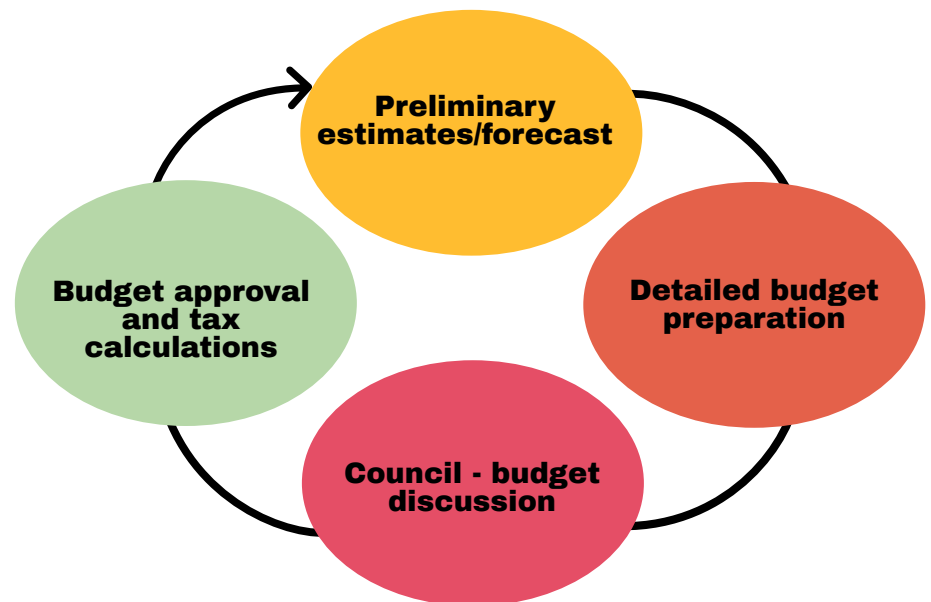 Preliminary
estimates/forecast
Detailed budget
preparation
Council - budget
discussion
Budget approval
and tax
calculations